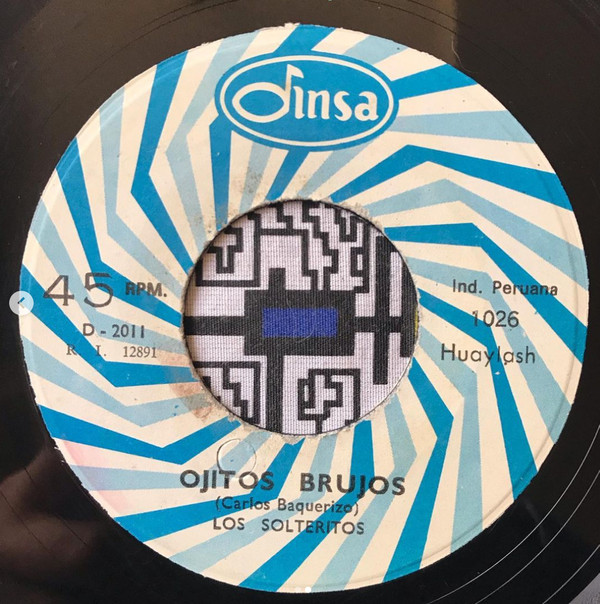 dinsa
45 RPM.
D - 2011
R. I. 12891
Ind. Peruana
1026
Huaylash
OJITOS BRUJOS
(Carlos Baquerizo)
LOS SOLTERITOS